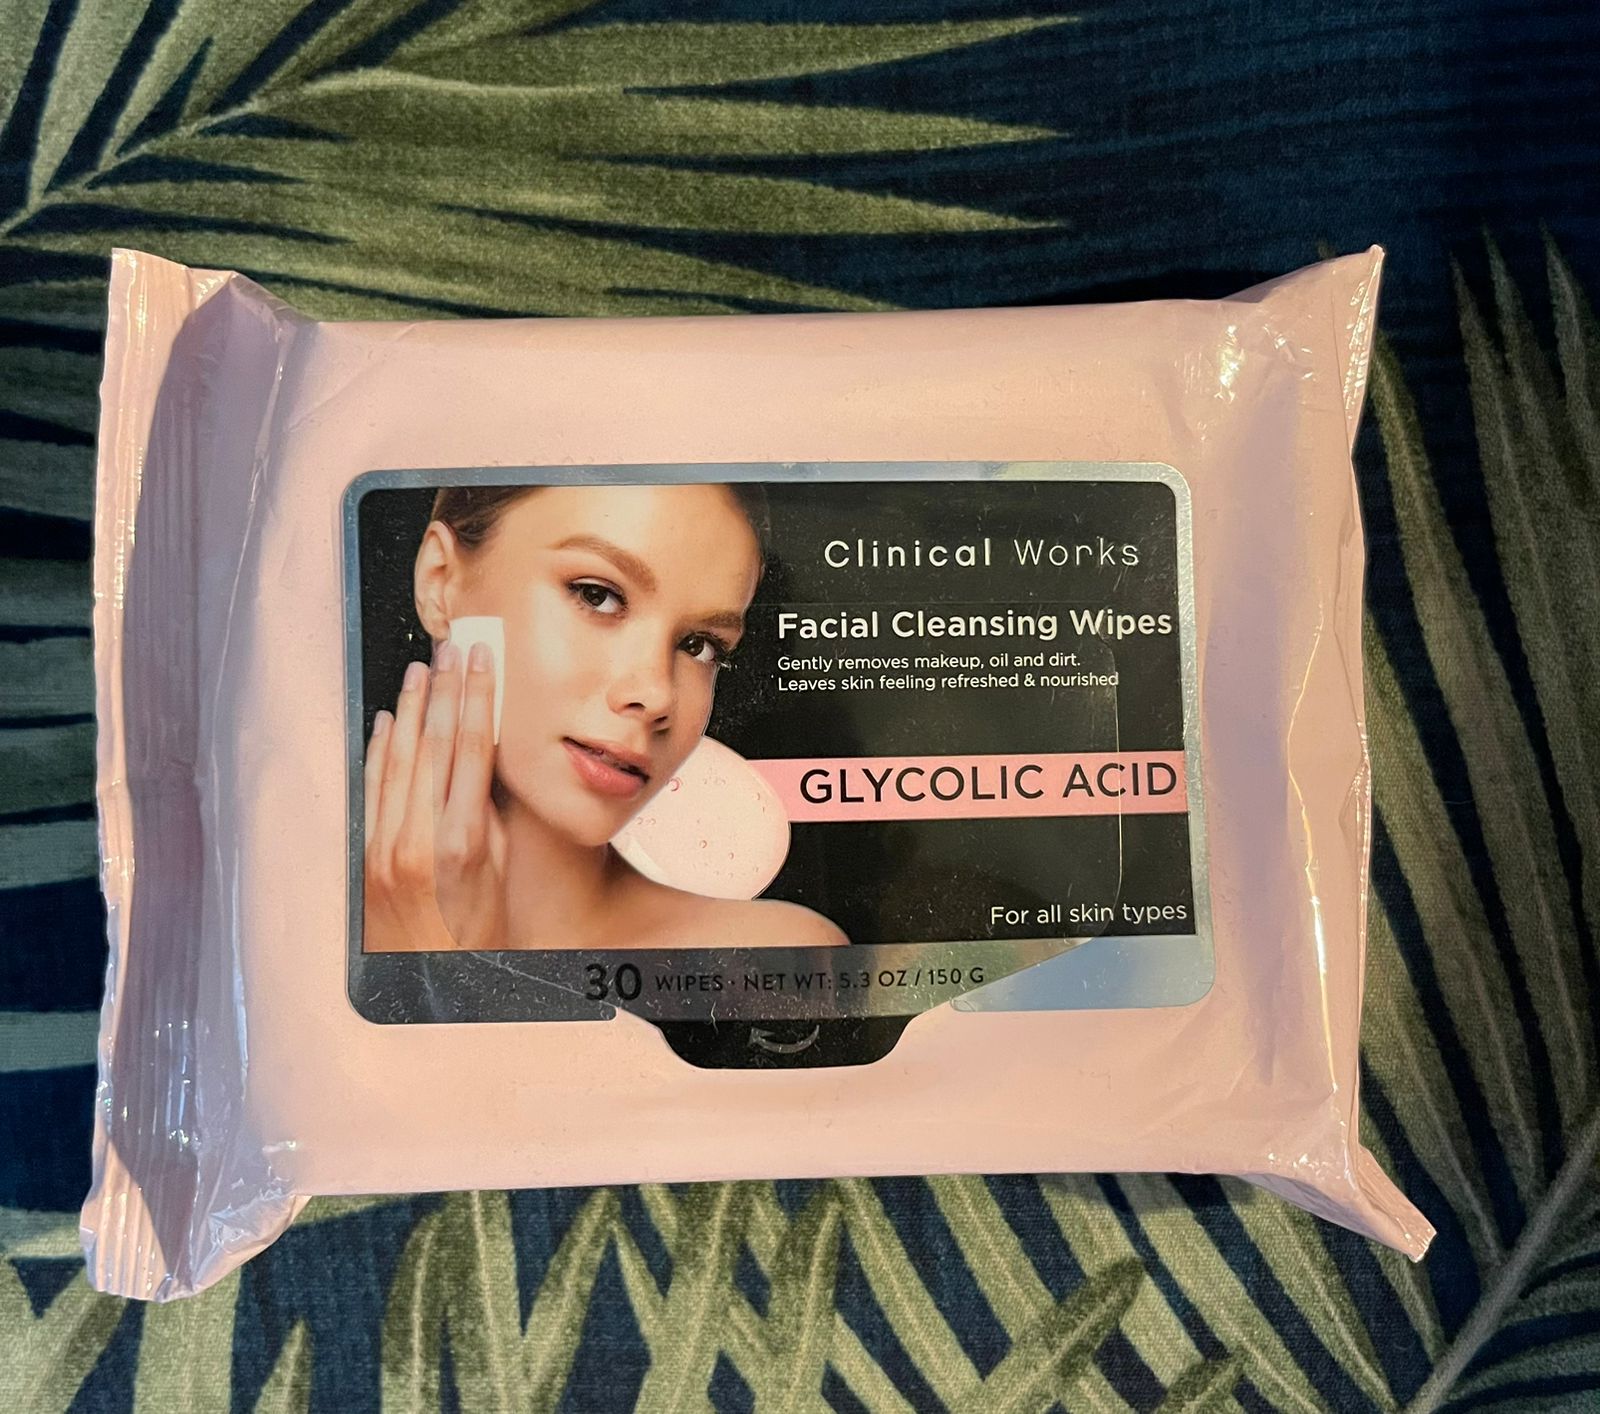 Clinical Works
Facial Cleansing Wipes
Gently removes makeup, oil and dirt.
Leaves skin feeling refreshed & nourished
GLYCOLIC ACID
For all skin types
30 WIPES · NET WT: 5.3 OZ / 150 G